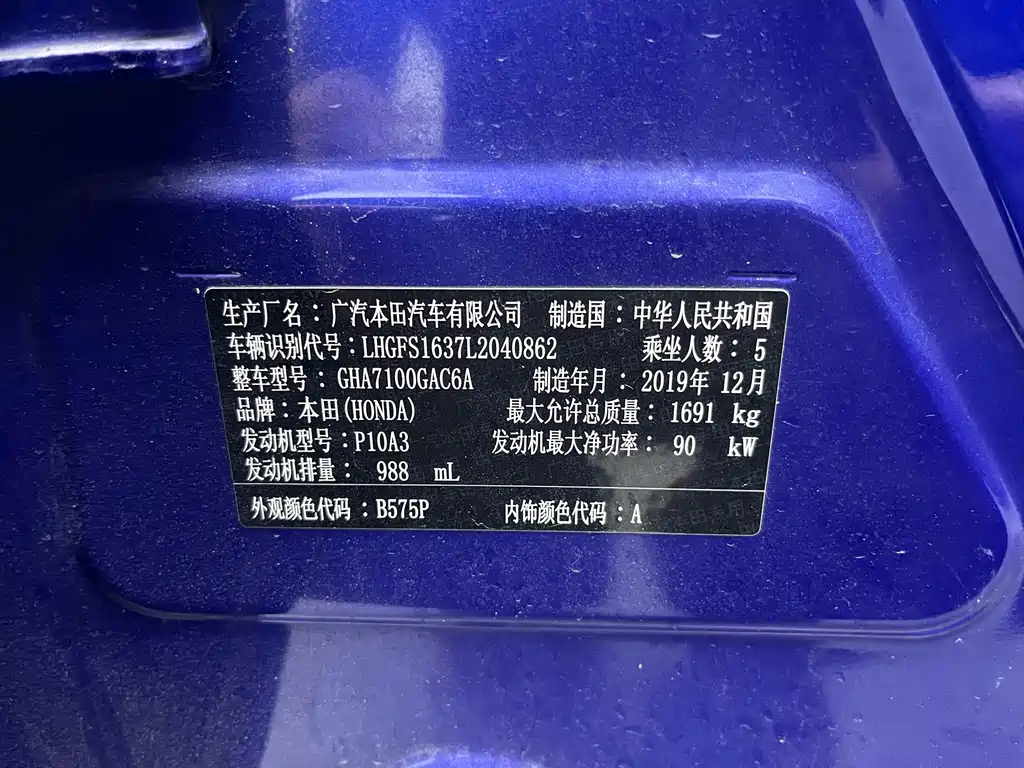 生产厂名：广汽本田汽车有限公司 制造国：中华人民共和国
车辆识别代号：LHGFS1637L2040862 乘坐人数：5
整车型号：GHA7100GAC6A 制造年月：2019年12月
品牌：本田(HONDA) 最大允许总质量：1691 kg
发动机型号：P10A3 发动机最大净功率：90 kW
发动机排量：988 mL
外观颜色代码：B575P 内饰颜色代码：A